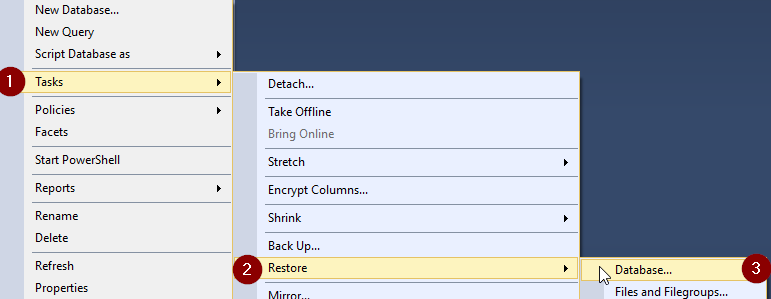 New Database...
New Query
Script Database as
1 Tasks
Policies
Facets
Start PowerShell
Reports
Rename
Delete
Refresh
Properties
Detach...
Take Offline
Bring Online
Stretch
Encrypt Columns...
Shrink
Back Up...
2 Restore
Mirror...
Database... 3
Files and Filegroups...